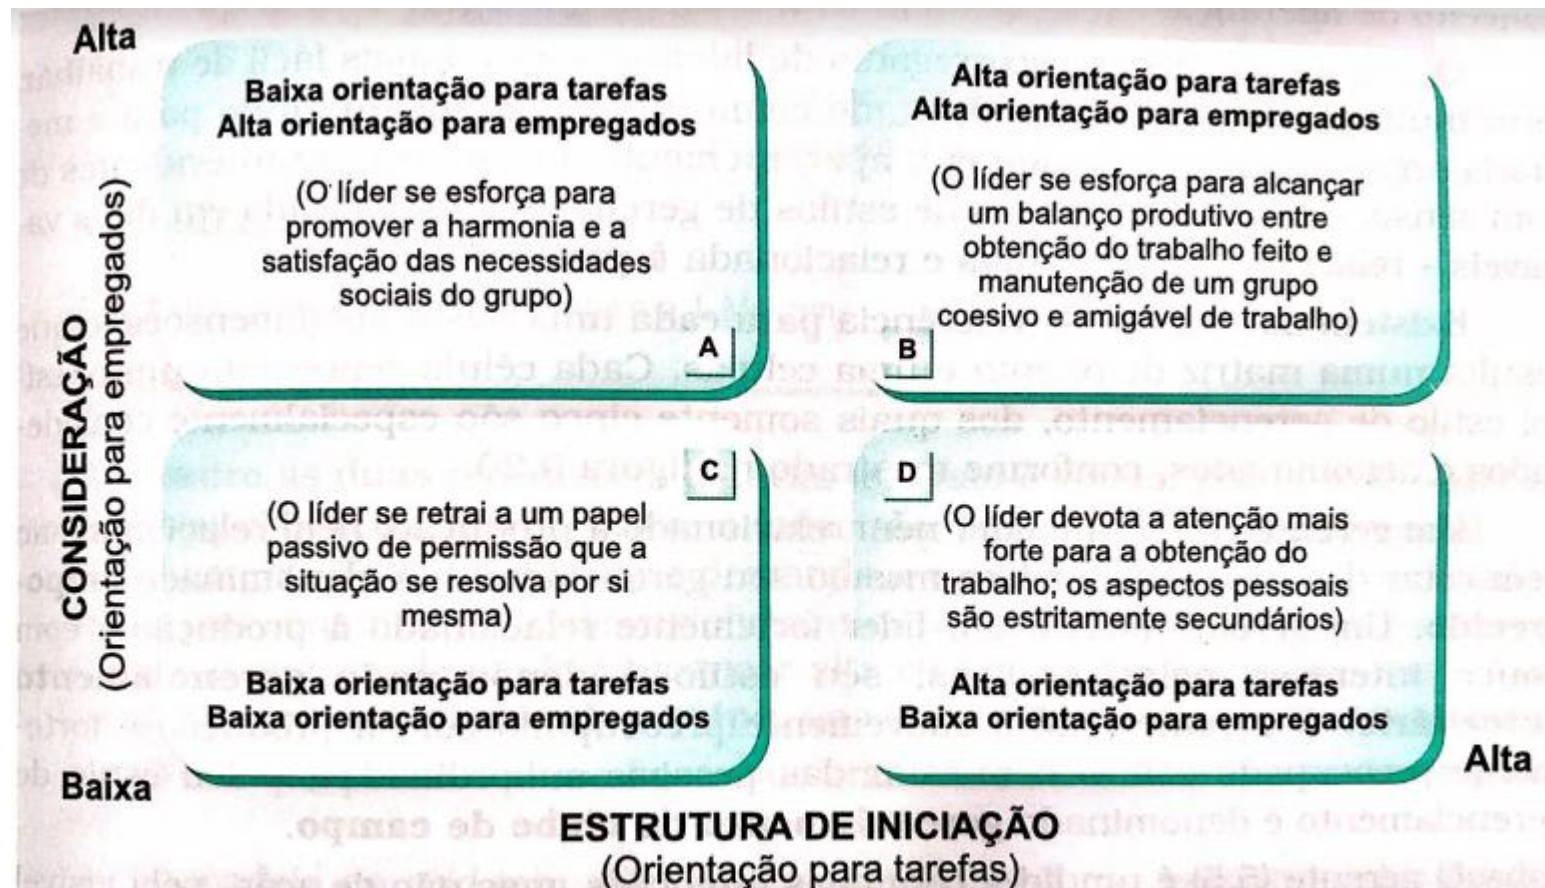 Alta
Baixa orientação para tarefas
Alta orientação para empregados
(O líder se esforça para
promover a harmonia e a
satisfação das necessidades
sociais do grupo)
A
Alta orientação para tarefas
Alta orientação para empregados
(O líder se esforça para alcançar
um balanço produtivo entre
obtenção do trabalho feito e
manutenção de um grupo
coesivo e amigável de trabalho)
B
CONSIDERAÇÃO
(Orientação para empregados)
C
(O líder se retrai a um papel
passivo de permissão que a
situação se resolva por si
mesma)
Baixa orientação para tarefas
Baixa orientação para empregados
D
(O líder devota a atenção mais
forte para a obtenção do
trabalho; os aspectos pessoais
são estritamente secundários)
Alta orientação para tarefas
Baixa orientação para empregados
Baixa
Alta
ESTRUTURA DE INICIAÇÃO
(Orientação para tarefas)